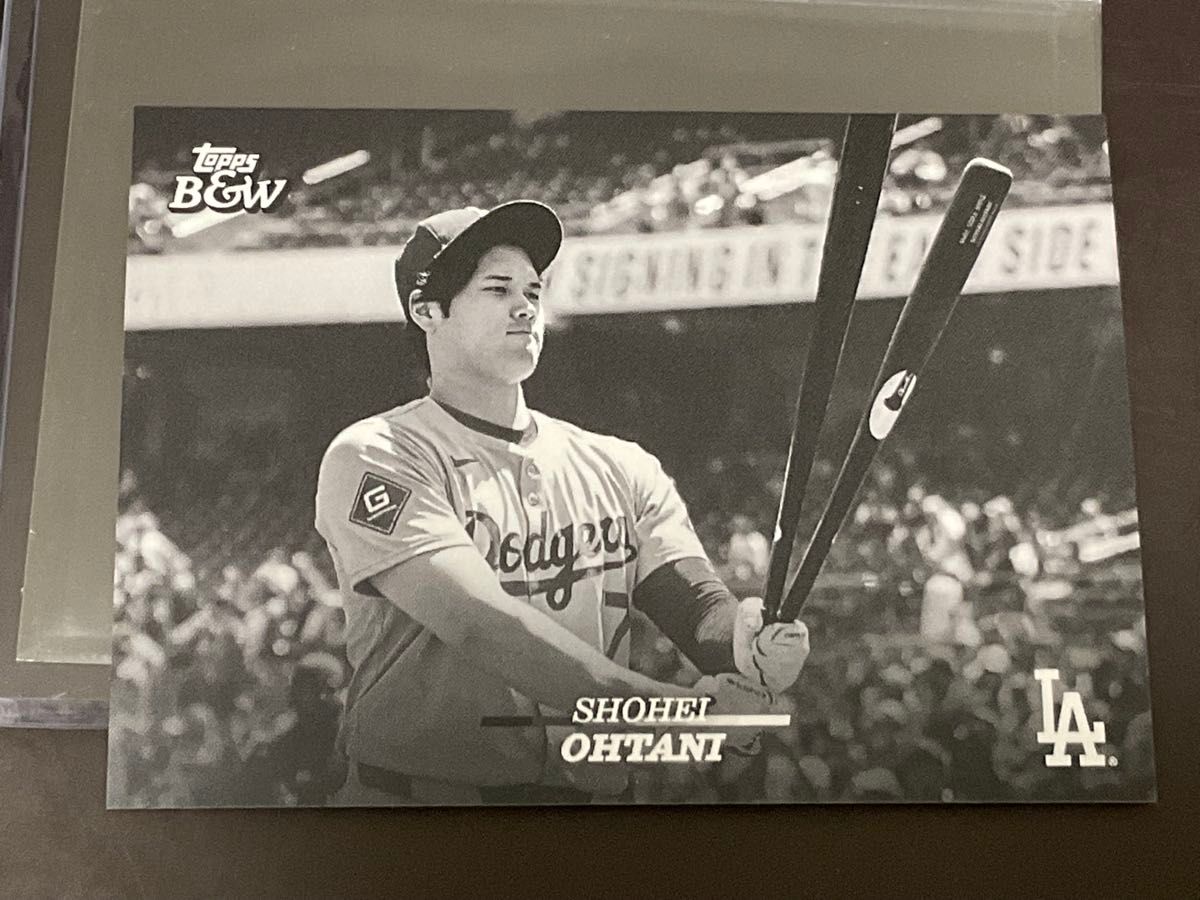 Topps
B&W
SIGNING IN T
SIDE
G
Dodgers
SHOHEI
OHTANI
LA